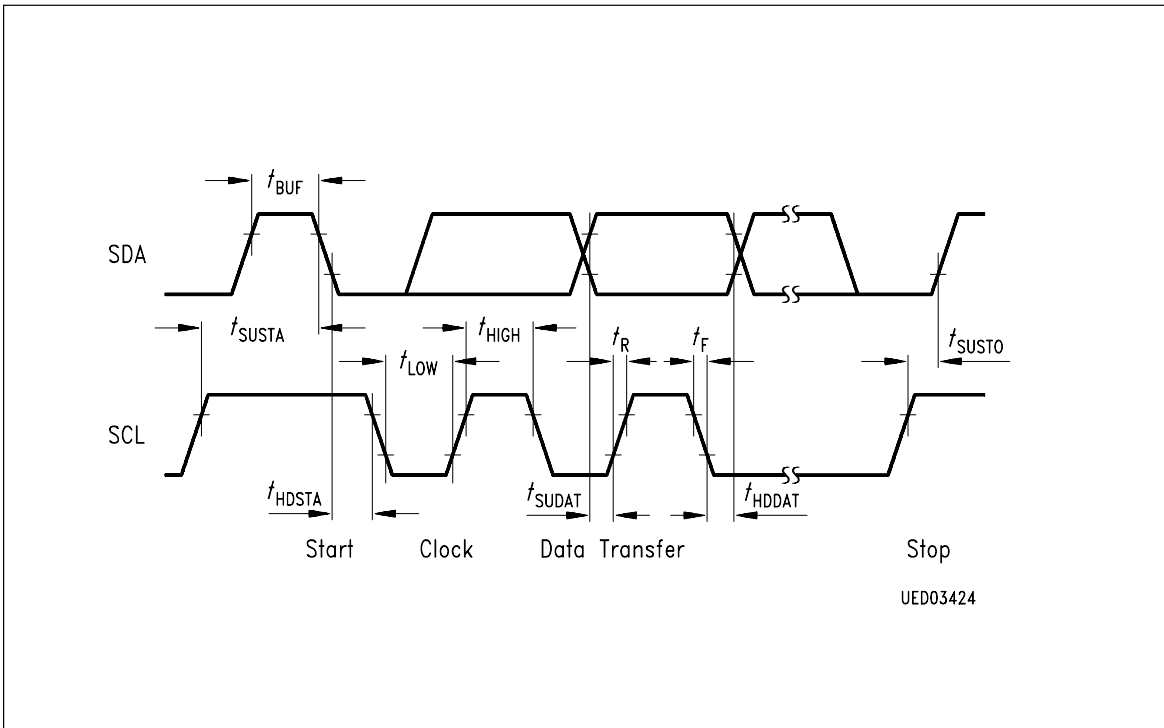 tBUF
SDA
tSUSTA
tHIGH
tR
tF
tLOW
tSUSTO
SCL
tHDSTA
tSUDAT
tHDDAT
Start
Clock
Data Transfer
Stop
UED03424